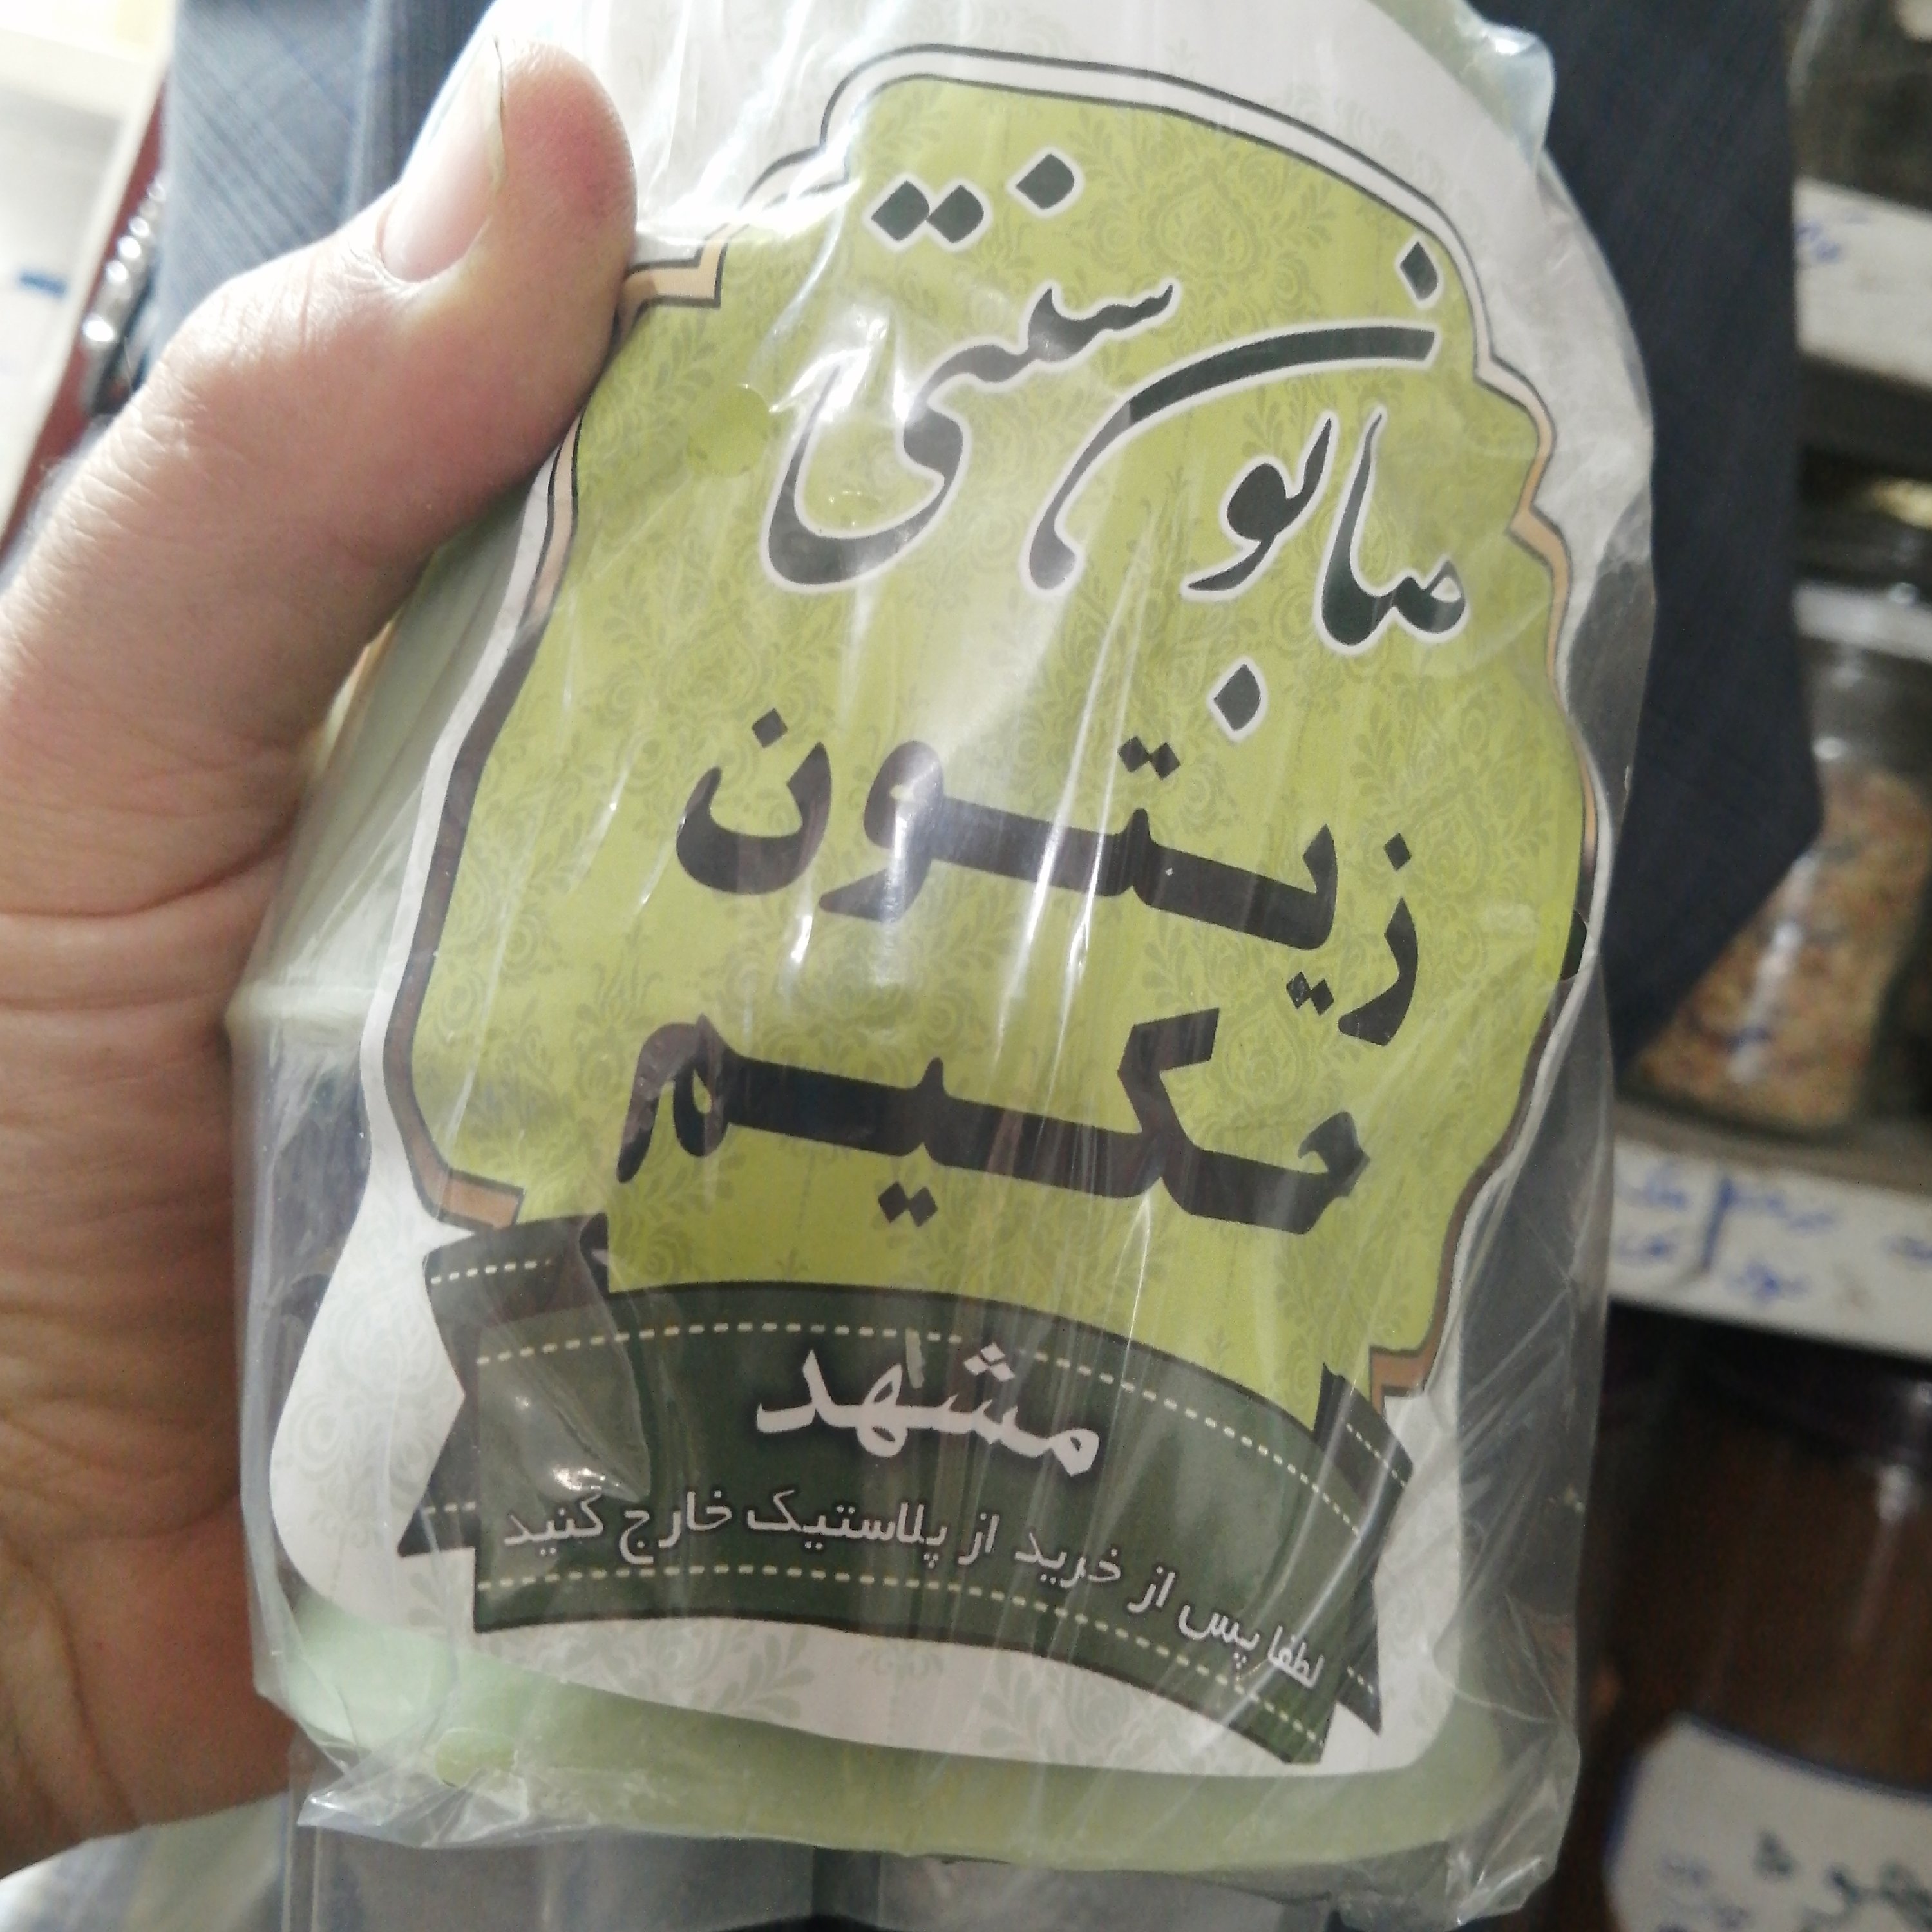 صابون سنتی
زیتون
حکیم
مشهد
لطفا پس از خرید از پلاستیک خارج کنید